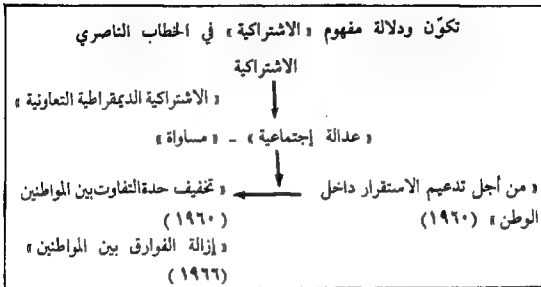 تكوّن ودلالة مفهوم « الاشتراكية » في الخطاب الناصري
الاشتراكية
« الاشتراكية الديمقراطية التعاونية »
« عدالة إجتماعية » - « مساواة »
« من أجل تدعيم الاستقرار داخل
الوطن » (١٩٦٠)
« تخفيف حدة التفاوت بين المواطنين
(١٩٦٠)
« إزالة الفوارق بين المواطنين »
(١٩٦٦)